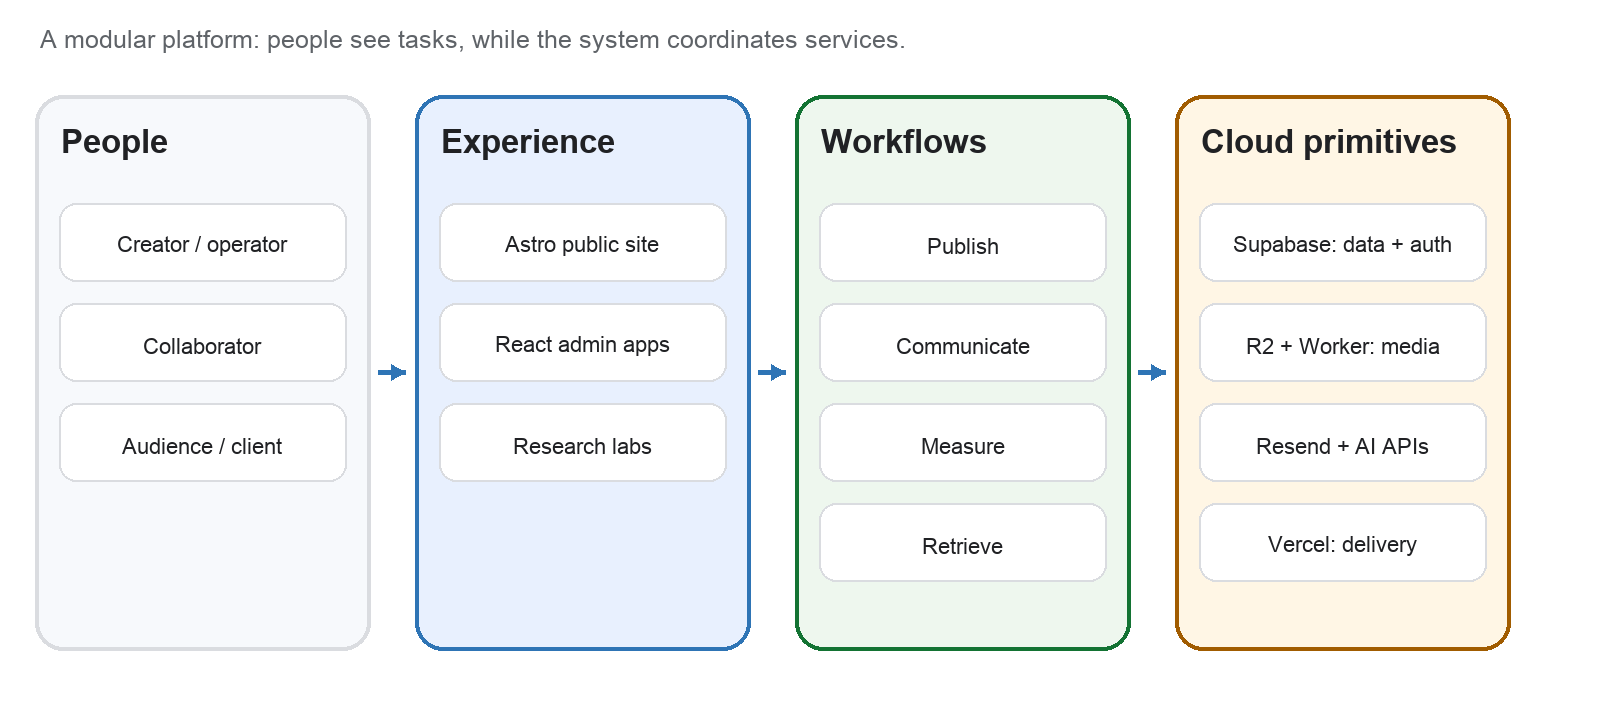 A modular platform: people see tasks, while the system coordinates services.
People
Creator / operator
Collaborator
Audience / client
Experience
Astro public site
React admin apps
Research labs
Workflows
Publish
Communicate
Measure
Retrieve
Cloud primitives
Supabase: data + auth
R2 + Worker: media
Resend + AI APIs
Vercel: delivery